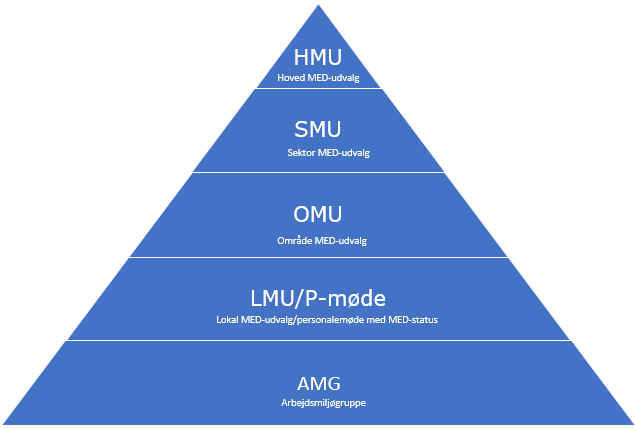 HMU
Hoved MED-udvalg
SMU
Sektor MED-udvalg
OMU
Område MED-udvalg
LMU/P-møde
Lokal MED-udvalg/personalemøde med MED-status
AMG
Arbejdsmiljøgruppe